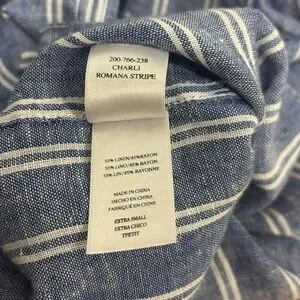 200-766-238
CHARLI
ROMANA STRIPE
55% LINEN/45%RAYON
55% LINO/45% RAYON
55% LIN/45% RAYONNE
MADE IN CHINA
HECHO EN CHINA
FABRIQUÉ EN CHINE
EXTRA SMALL
EXTRA CHICO
TPETIT